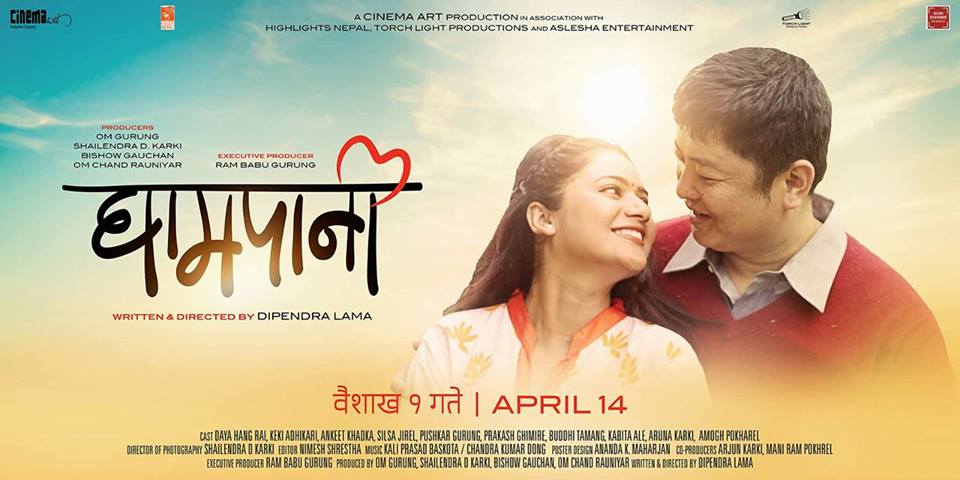 CINEMA art
A CINEMA ART PRODUCTION IN ASSOCIATION WITH
HIGHLIGHTS NEPAL, TORCH LIGHT PRODUCTIONS AND ASLESHA ENTERTAINMENT
TORCH LIGHT
PRODUCERS
OM GURUNG
SHAILENDRA D. KARKI
BISHOW GAUCHAN
OM CHAND RAUNIYAR
EXECUTIVE PRODUCER
RAM BABU GURUNG
घामपानी
WRITTEN & DIRECTED BY DIPENDRA LAMA
वैशाख १ गते | APRIL 14
CAST DAYA HANG RAI, KEKI ADHIKARI, ANKEET KHADKA, SILSA JIREL, PUSHKAR GURUNG, PRAKASH GHIMIRE, BUDDHI TAMANG, KABITA ALE, ARUNA KARKI, AMOGH POKHAREL
DIRECTOR OF PHOTOGRAPHY SHAILENDRA D KARKI EDITOR NIMESH SHRESTHA MUSIC KALI PRASAD BASKOTA / CHANDRA KUMAR DONG POSTER DESIGN ANANDA K. MAHARJAN CO-PRODUCERS ARJUN KARKI, MANI RAM POKHREL
EXECUTIVE PRODUCER RAM BABU GURUNG PRODUCED BY OM GURUNG, SHAILENDRA D KARKI, BISHOW GAUCHAN, OM CHAND RAUNIYAR WRITTEN & DIRECTED BY DIPENDRA LAMA